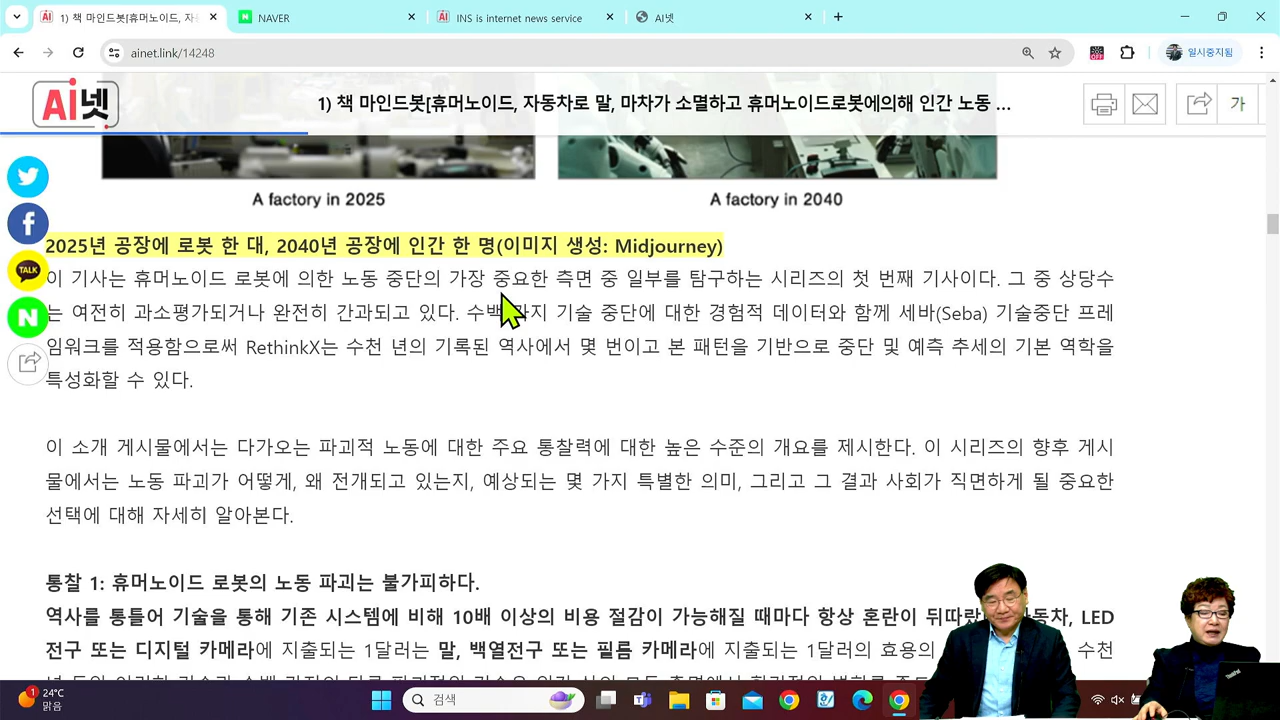 1) 책 마인드봇[휴머노이드, 자동
NAVER
INS is internet news service
AI넷
ainet.link/14248
일시중지됨
Ai넷
1) 책 마인드봇[휴머노이드, 자동차로 말, 마차가 소멸하고 휴머노이드로봇에의해 인간 노동 ...
가
A factory in 2025
A factory in 2040
2025년 공장에 로봇 한 대, 2040년 공장에 인간 한 명(이미지 생성: Midjourney)
이 기사는 휴머노이드 로봇에 의한 노동 중단의 가장 중요한 측면 중 일부를 탐구하는 시리즈의 첫 번째 기사이다. 그 중 상당수
는 여전히 과소평가되거나 완전히 간과되고 있다. 수백 가지 기술 중단에 대한 경험적 데이터와 함께 세바(Seba) 기술중단 프레
임워크를 적용함으로써 RethinkX는 수천 년의 기록된 역사에서 몇 번이고 본 패턴을 기반으로 중단 및 예측 추세의 기본 역학을
특성화할 수 있다.
이 소개 게시물에서는 다가오는 파괴적 노동에 대한 주요 통찰력에 대한 높은 수준의 개요를 제시한다. 이 시리즈의 향후 게시
물에서는 노동 파괴가 어떻게, 왜 전개되고 있는지, 예상되는 몇 가지 특별한 의미, 그리고 그 결과 사회가 직면하게 될 중요한
선택에 대해 자세히 알아본다.
통찰 1: 휴머노이드 로봇의 노동 파괴는 불가피하다.
역사를 통틀어 기술을 통해 기존 시스템에 비해 10배 이상의 비용 절감이 가능해질 때마다 항상 혼란이 뒤따랐 동차, LED
전구 또는 디지털 카메라에 지출되는 1달러는 말, 백열전구 또는 필름 카메라에 지출되는 1달러의 효용의 수천
TALK
N
OFF
1
24°C
맑음
검색